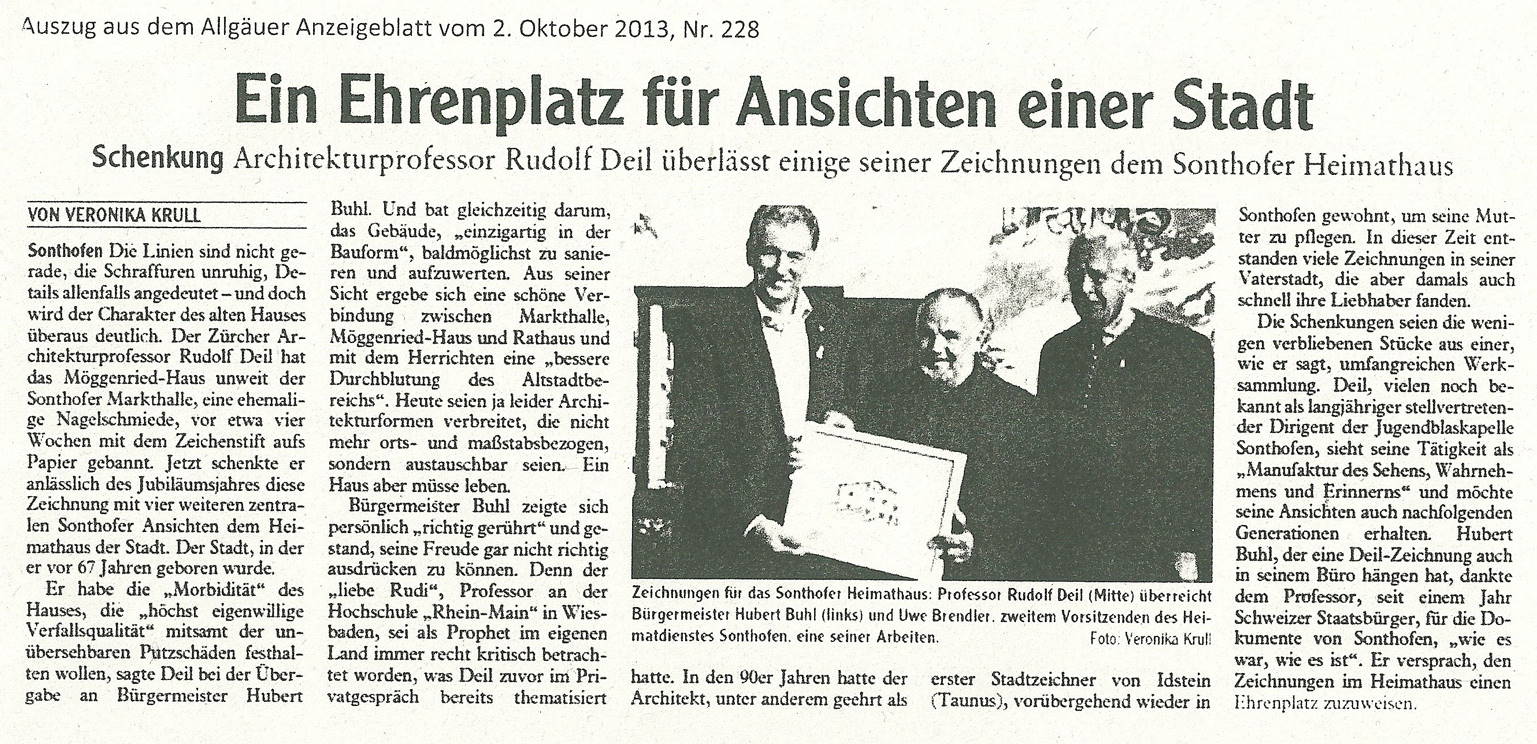 Auszug aus dem Allgäuer Anzeigeblatt vom 2. Oktober 2013, Nr. 228
Ein Ehrenplatz für Ansichten einer Stadt
Schenkung Architekturprofessor Rudolf Deil überlässt einige seiner Zeichnungen dem Sonthofer Heimathaus
VON VERONIKA KRULL
Sonthofen Die Linien sind nicht ge-
rade, die Schraffuren unruhig, De-
tails allenfalls angedeutet – und doch
wird der Charakter des alten Hauses
überaus deutlich. Der Zürcher Ar-
chitekturprofessor Rudolf Deil hat
das Möggenried-Haus unweit der
Sonthofer Markthalle, eine ehemali-
ge Nagelschmiede, vor etwa vier
Wochen mit dem Zeichenstift aufs
Papier gebannt. Jetzt schenkte er
anlässlich des Jubiläumsjahres diese
Zeichnung mit vier weiteren zentra-
len Sonthofer Ansichten dem Hei-
mathaus der Stadt. Der Stadt, in der
er vor 67 Jahren geboren wurde.
Er habe die „Morbidität“ des
Hauses, die „höchst eigenwillige
Verfallsqualität“ mitsamt der un-
übersehbaren Putzschäden festhal-
ten wollen, sagte Deil bei der Über-
gabe an Bürgermeister Hubert
Buhl. Und bat gleichzeitig darum,
das Gebäude, „einzigartig in der
Bauform“, baldmöglichst zu sanie-
ren und aufzuwerten. Aus seiner
Sicht ergebe sich eine schöne Ver-
bindung zwischen Markthalle,
Möggenried-Haus und Rathaus und
mit dem Herrichten eine „bessere
Durchblutung des Altstadtbe-
reichs“. Heute seien ja leider Archi-
tekturformen verbreitet, die nicht
mehr orts- und maßstabsbezogen,
sondern austauschbar seien. Ein
Haus aber müsse leben.
Bürgermeister Buhl zeigte sich
persönlich „richtig gerührt“ und ge-
stand, seine Freude gar nicht richtig
ausdrücken zu können. Denn der
„liebe Rudi“, Professor an der
Hochschule „Rhein-Main“ in Wies-
baden, sei als Prophet im eigenen
Land immer recht kritisch betrach-
tet worden, was Deil zuvor im Pri-
vatgespräch bereits thematisiert
Zeichnungen für das Sonthofer Heimathaus: Professor Rudolf Deil (Mitte) überreicht
Bürgermeister Hubert Buhl (links) und Uwe Brendler, zweitem Vorsitzenden des Hei-
matdienstes Sonthofen, eine seiner Arbeiten. Foto: Veronika Krull
hatte. In den 90er Jahren hatte der
Architekt, unter anderem geehrt als
erster Stadtzeichner von Idstein
(Taunus), vorübergehend wieder in
Sonthofen gewohnt, um seine Mut-
ter zu pflegen. In dieser Zeit ent-
standen viele Zeichnungen in seiner
Vaterstadt, die aber damals auch
schnell ihre Liebhaber fanden.
Die Schenkungen seien die weni-
gen verbliebenen Stücke aus einer,
wie er sagt, umfangreichen Werk-
sammlung. Deil, vielen noch be-
kannt als langjähriger stellvertreten-
der Dirigent der Jugendblaskapelle
Sonthofen, sieht seine Tätigkeit als
„Manufaktur des Sehens, Wahrneh-
mens und Erinnerns“ und möchte
seine Ansichten auch nachfolgenden
Generationen erhalten. Hubert
Buhl, der eine Deil-Zeichnung auch
in seinem Büro hängen hat, dankte
dem Professor, seit einem Jahr
Schweizer Staatsbürger, für die Do-
kumente von Sonthofen, „wie es
war, wie es ist“. Er versprach, den
Zeichnungen im Heimathaus einen
Ehrenplatz zuzuweisen.